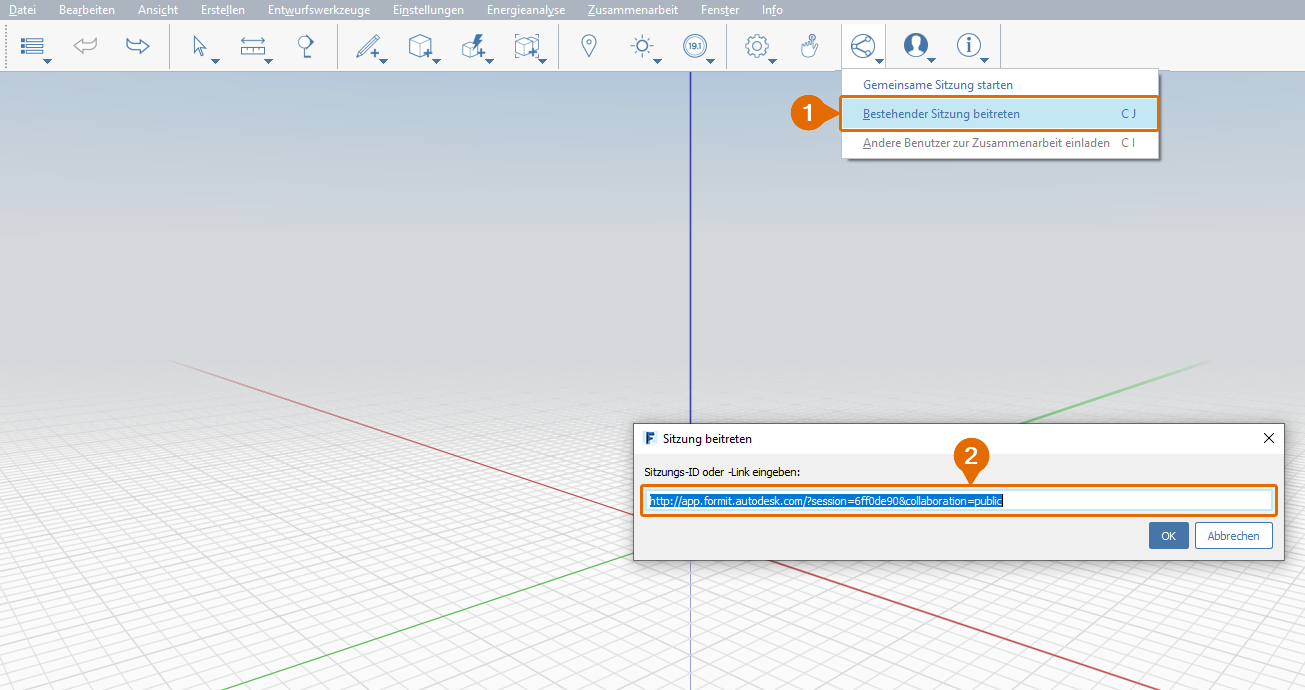 Datei Bearbeiten Ansicht Erstellen Entwurfswerkzeuge Einstellungen Energieanalyse Zusammenarbeit Fenster Info
19.1
Gemeinsame Sitzung starten
1
Bestehender Sitzung beitreten C J
Andere Benutzer zur Zusammenarbeit einladen C I
F Sitzung beitreten
2
Sitzungs-ID oder -Link eingeben:
http://app.formit.autodesk.com/?session=6ff0de90&collaboration=public
OK Abbrechen